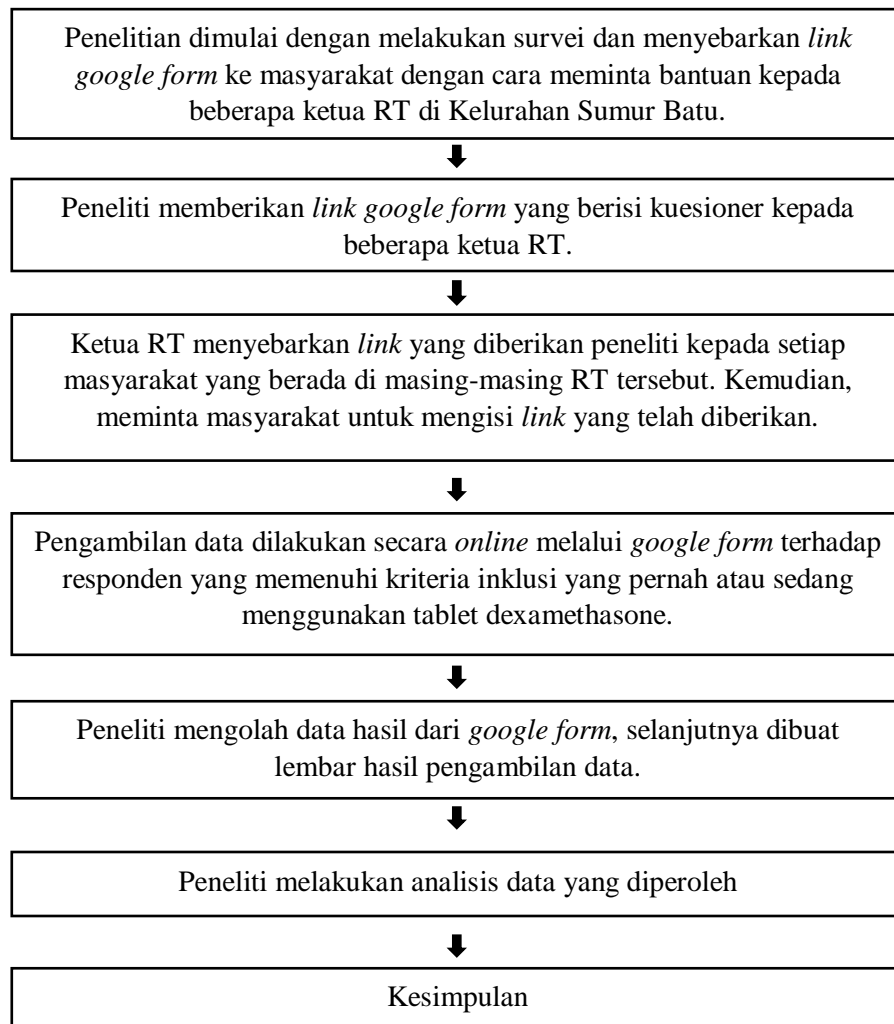 Penelitian dimulai dengan melakukan survei dan menyebarkan link
google form ke masyarakat dengan cara meminta bantuan kepada
beberapa ketua RT di Kelurahan Sumur Batu.
Peneliti memberikan link google form yang berisi kuesioner kepada
beberapa ketua RT.
Ketua RT menyebarkan link yang diberikan peneliti kepada setiap
masyarakat yang berada di masing-masing RT tersebut. Kemudian,
meminta masyarakat untuk mengisi link yang telah diberikan.
Pengambilan data dilakukan secara online melalui google form terhadap
responden yang memenuhi kriteria inklusi yang pernah atau sedang
menggunakan tablet dexamethasone.
Peneliti mengolah data hasil dari google form, selanjutnya dibuat
lembar hasil pengambilan data.
Peneliti melakukan analisis data yang diperoleh
Kesimpulan